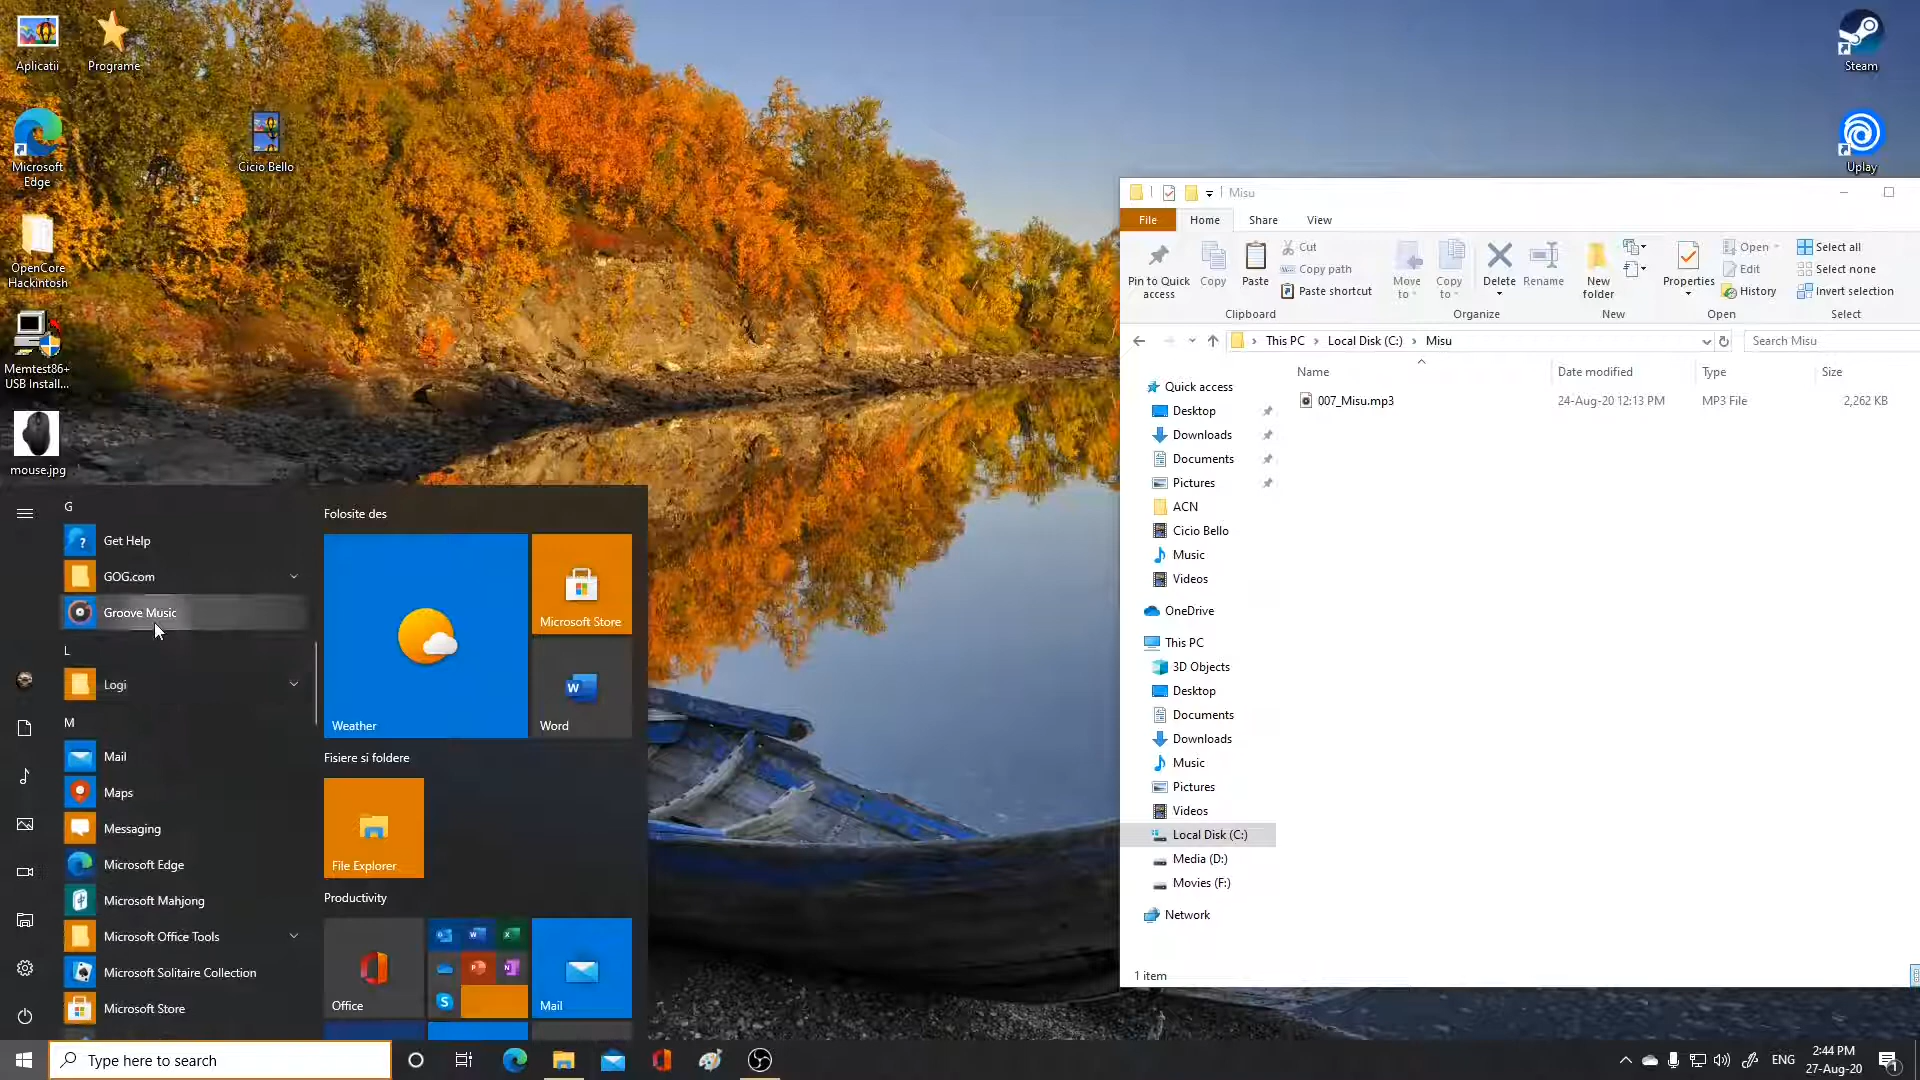 Aplicatii
Programe
Steam
Microsoft
Edge
Cicio Bello
Uplay
OpenCore
Hackintosh
Memtest86+
USB Install...
mouse.jpg
Misu
File
Home
Share
View
Pin to Quick
access
Copy
Paste
Cut
Copy path
Paste shortcut
Clipboard
Move
to
Copy
to
Delete
Rename
Organize
New
folder
New
Properties
Open
Edit
History
Open
Select all
Select none
Invert selection
Select
This PC
Local Disk (C:)
Misu
Search Misu
Name
Date modified
Type
Size
007_Misu.mp3
24-Aug-20 12:13 PM
MP3 File
2,262 KB
Quick access
Desktop
Downloads
Documents
Pictures
ACN
Cicio Bello
Music
Videos
OneDrive
This PC
3D Objects
Desktop
Documents
Downloads
Music
Pictures
Videos
Local Disk (C:)
Media (D:)
Movies (F:)
Network
1 item
G
Get Help
GOG.com
Groove Music
L
Logi
M
Mail
Maps
Messaging
Microsoft Edge
Microsoft Mahjong
Microsoft Office Tools
Microsoft Solitaire Collection
Microsoft Store
Folosite des
Weather
Microsoft Store
Word
Fisiere si foldere
File Explorer
Productivity
Office
Mail
Type here to search
ENG
2:44 PM
27-Aug-20
1